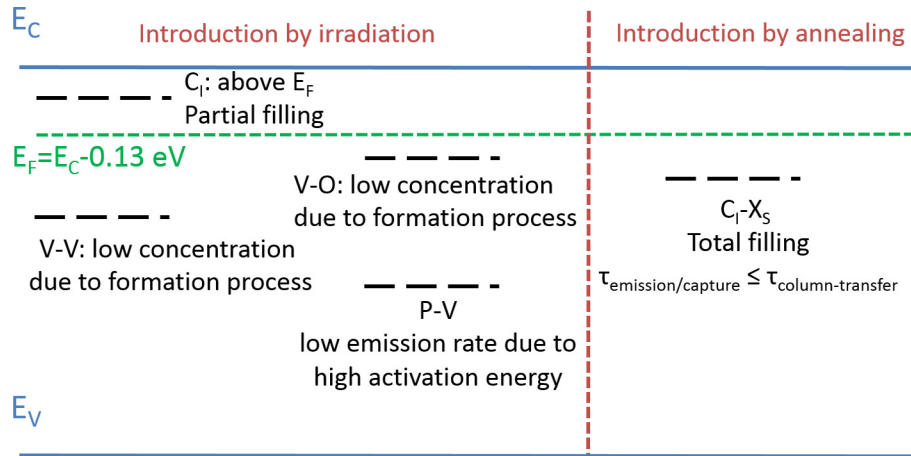 E_C
Introduction by irradiation
Introduction by annealing
C_I: above E_F
Partial filling
E_F=E_C-0.13 eV
V-O: low concentration
due to formation process
V-V: low concentration
due to formation process
C_I-X_S
Total filling
τ_emission/capture ≤ τ_column-transfer
P-V
low emission rate due to
high activation energy
E_V